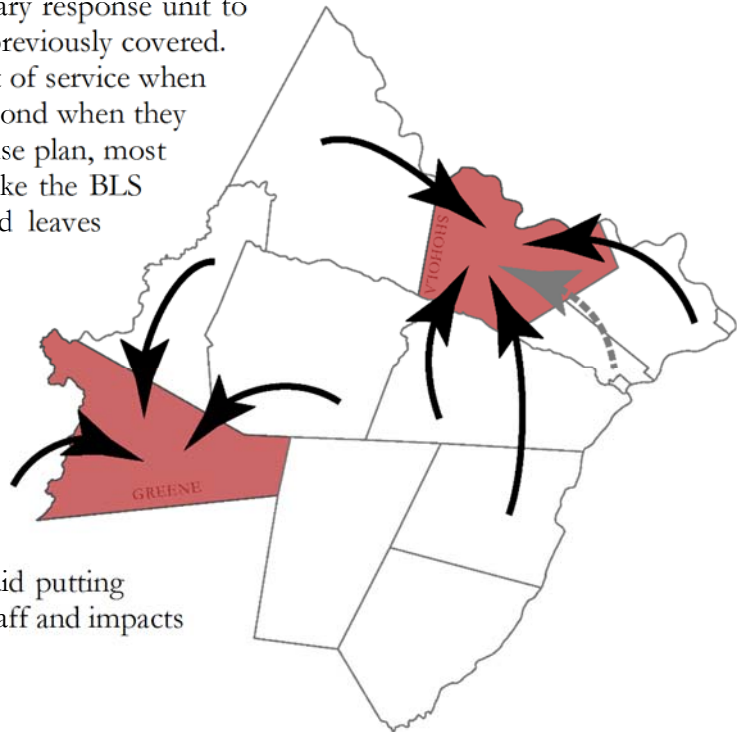 ary response unit to
previously covered.
t of service when
ond when they
se plan, most
ke the BLS
d leaves
SHOHOLA
GREENE
id putting
aff and impacts